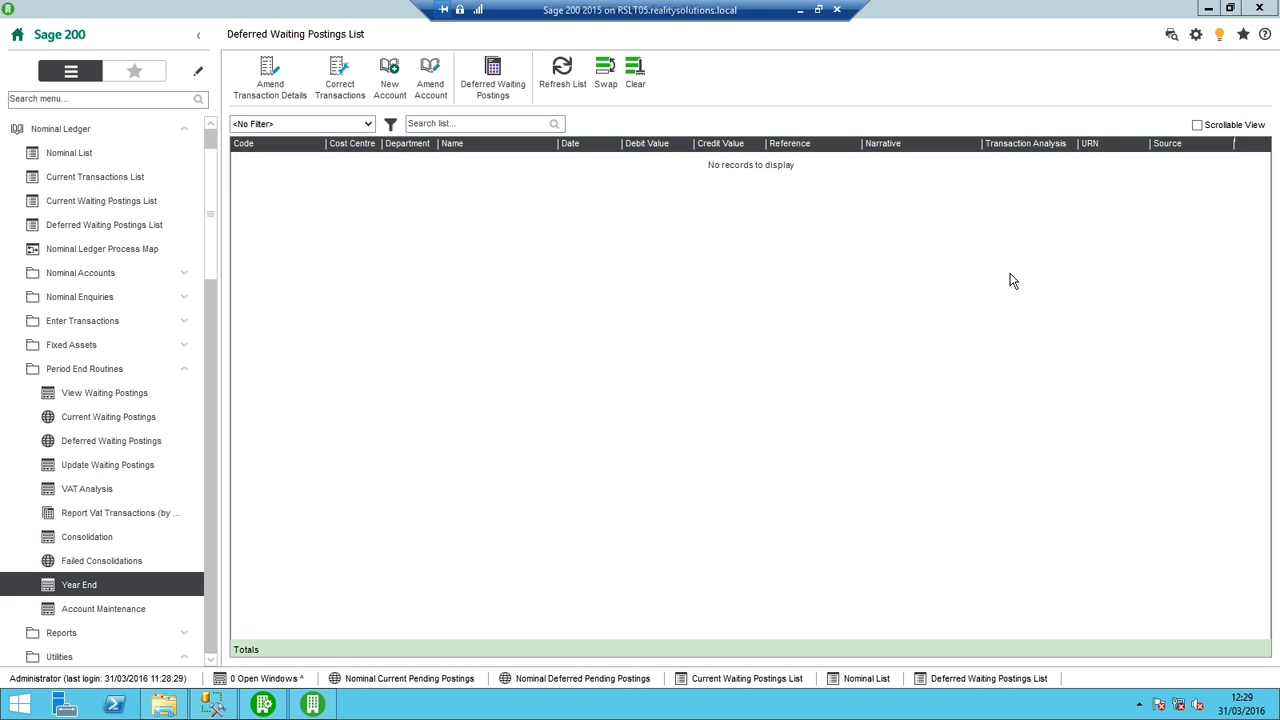 Sage 200 2015 on RSLT05.realitysolutions.local
Sage 200
Deferred Waiting Postings List
Amend Transaction Details
Correct Transactions
New Account
Amend Account
Deferred Waiting Postings
Refresh List
Swap
Clear
Search menu...
<No Filter>
Search list...
Scrollable View
Code
Cost Centre
Department
Name
Date
Debit Value
Credit Value
Reference
Narrative
Transaction Analysis
URN
Source
No records to display
Nominal Ledger
Nominal List
Current Transactions List
Current Waiting Postings List
Deferred Waiting Postings List
Nominal Ledger Process Map
Nominal Accounts
Nominal Enquiries
Enter Transactions
Fixed Assets
Period End Routines
View Waiting Postings
Current Waiting Postings
Deferred Waiting Postings
Update Waiting Postings
VAT Analysis
Report Vat Transactions (by ...
Consolidation
Failed Consolidations
Year End
Account Maintenance
Reports
Utilities
Totals
Administrator (last login: 31/03/2016 11:28:29)
0 Open Windows ^
Nominal Current Pending Postings
Nominal Deferred Pending Postings
Current Waiting Postings List
Nominal List
Deferred Waiting Postings List
12:29
31/03/2016